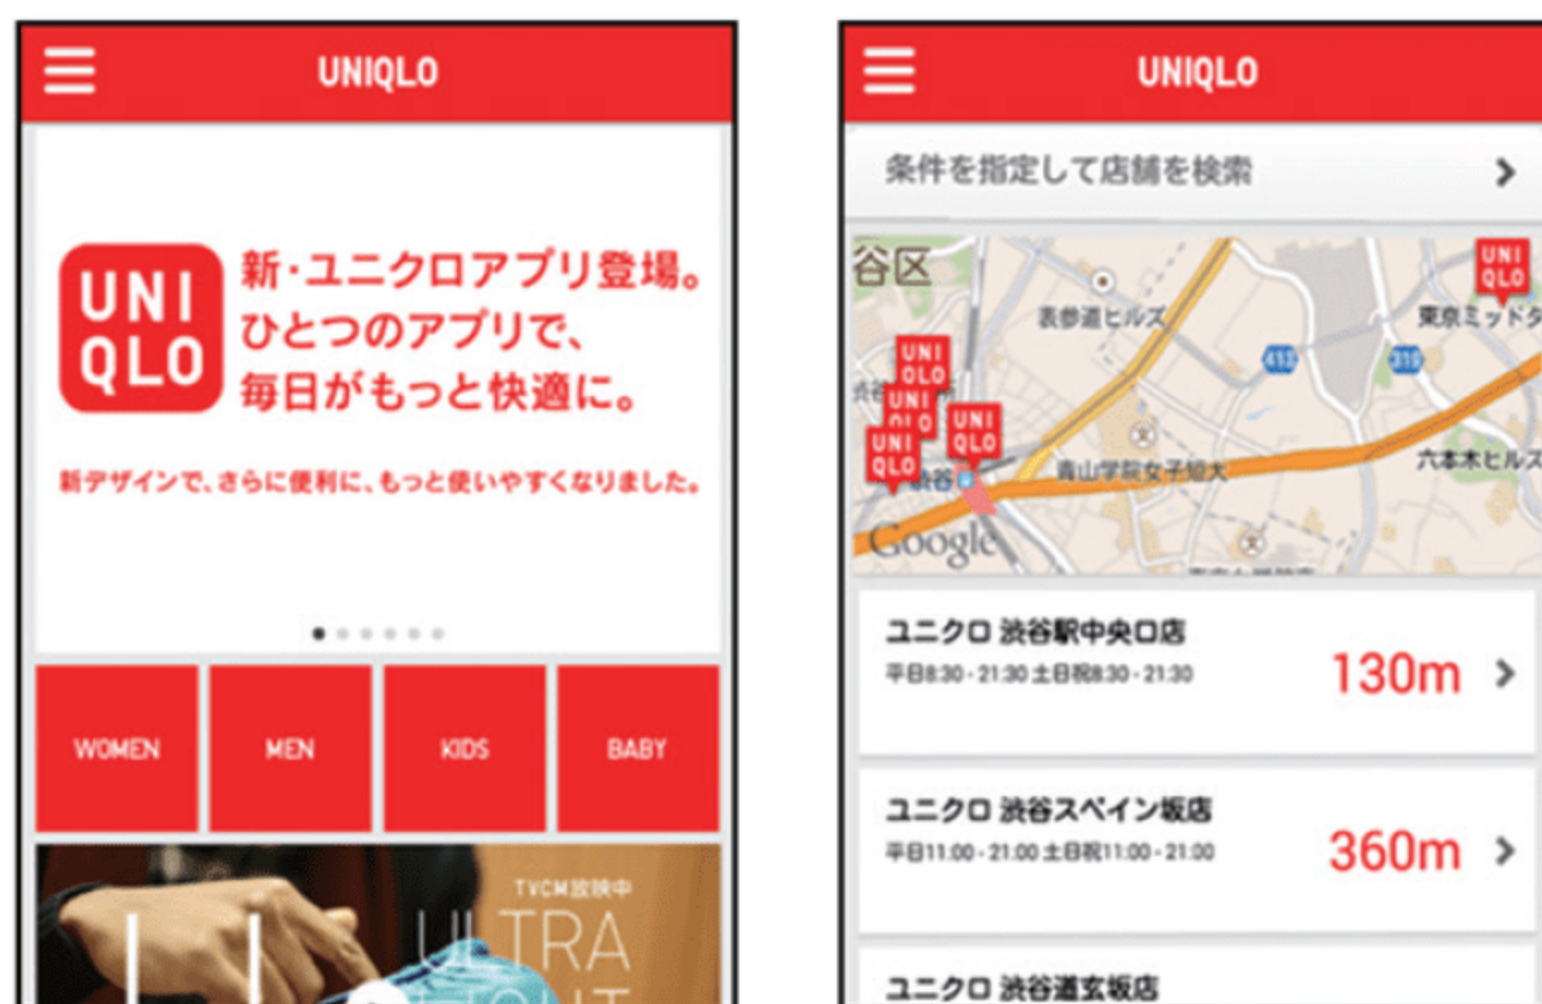 UNIQLO
UNI
QLO
新・ユニクロアプリ登場。
ひとつのアプリで、
毎日がもっと快適に。
新デザインで、さらに便利に、もっと使いやすくなりました。
WOMEN
MEN
KIDS
BABY
TVCM放映中
ULTRA
UNIQLO
条件を指定して店舗を検索
谷区
表参道ヒルズ
UNI
QLO
東京ミッドタ
413
319
UNI
QLO
渋谷
UNI
QLO
UNI
QLO
UNI
QLO
渋谷
青山学院女子短大
六本木ヒルズ
Google
ユニクロ 渋谷駅中央口店
平日8:30 - 21:30 土日祝8:30 - 21:30
130m
ユニクロ 渋谷スペイン坂店
平日11:00 - 21:00 土日祝11:00 - 21:00
360m
ユニクロ 渋谷道玄坂店